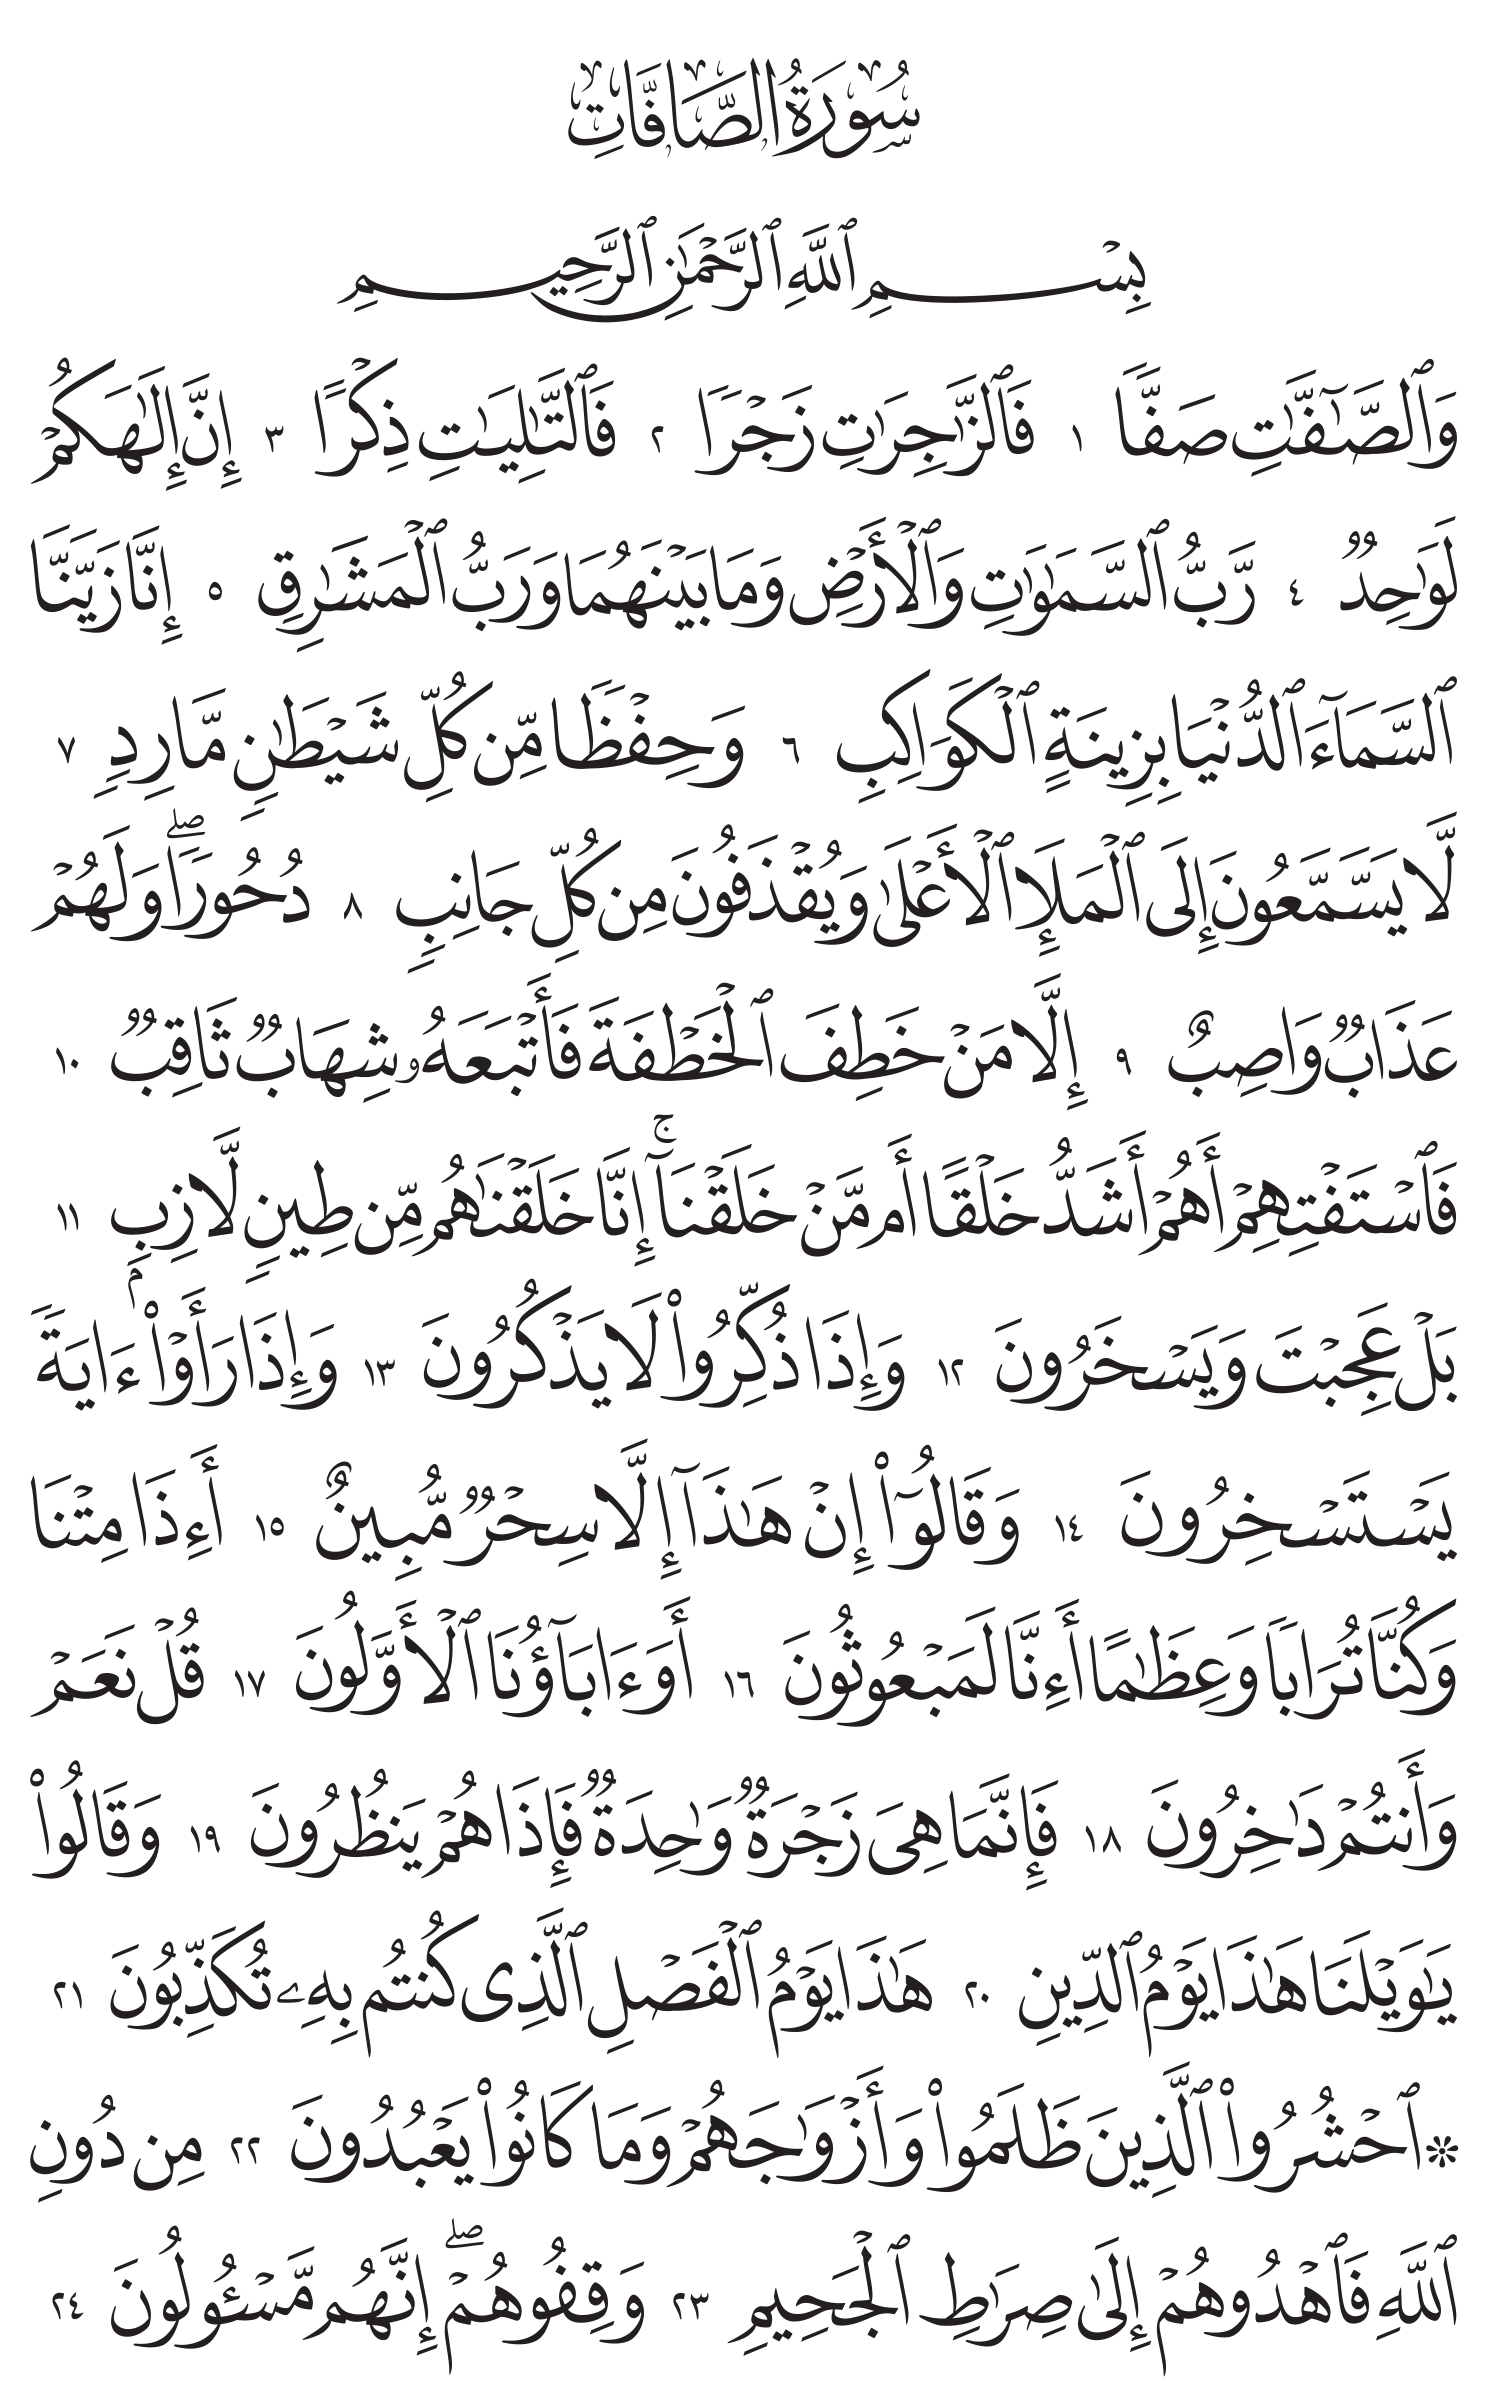 سُورَةُ الصَّافَّاتِ
بِسْمِ ٱللَّهِ ٱلرَّحْمَٰنِ ٱلرَّحِيمِ
وَٱلصَّٰٓفَّٰتِ صَفًّا ١ فَٱلزَّٰجِرَٰتِ زَجْرًا ٢ فَٱلتَّٰلِيَٰتِ ذِكْرًا ٣ إِنَّ إِلَٰهَكُمْ
لَوَٰحِدٌ ٤ رَّبُّ ٱلسَّمَٰوَٰتِ وَٱلْأَرْضِ وَمَا بَيْنَهُمَا وَرَبُّ ٱلْمَشَٰرِقِ ٥ إِنَّا زَيَّنَّا
ٱلسَّمَآءَ ٱلدُّنْيَا بِزِينَةٍ ٱلْكَوَاكِبِ ٦ وَحِفْظًا مِّن كُلِّ شَيْطَٰنٍ مَّارِدٍ ٧
لَّا يَسَّمَّعُونَ إِلَى ٱلْمَلَإِ ٱلْأَعْلَىٰ وَيُقْذَفُونَ مِن كُلِّ جَانِبٍ ٨ دُحُورًاۖ وَلَهُمْ
عَذَابٌ وَاصِبٌ ٩ إِلَّا مَنْ خَطِفَ ٱلْخَطْفَةَ فَأَتْبَعَهُۥ شِهَابٌ ثَاقِبٌ ١٠
فَٱسْتَفْتِهِمْ أَهُمْ أَشَدُّ خَلْقًا أَم مَّنْ خَلَقْنَآۚ إِنَّا خَلَقْنَٰهُم مِّن طِينٍ لَّازِبٍۭ ١١
بَلْ عَجِبْتَ وَيَسْخَرُونَ ١٢ وَإِذَا ذُكِّرُوا۟ لَا يَذْكُرُونَ ١٣ وَإِذَا رَأَوْا۟ ءَايَةً
يَسْتَسْخِرُونَ ١٤ وَقَالُوٓا۟ إِنْ هَٰذَآ إِلَّا سِحْرٌ مُّبِينٌ ١٥ أَءِذَا مِتْنَا
وَكُنَّا تُرَابًا وَعِظَٰمًا أَءِنَّا لَمَبْعُوثُونَ ١٦ أَوَءَابَآؤُنَا ٱلْأَوَّلُونَ ١٧ قُلْ نَعَمْ
وَأَنتُمْ دَٰخِرُونَ ١٨ فَإِنَّمَا هِىَ زَجْرَةٌ وَٰحِدَةٌ فَإِذَا هُمْ يَنظُرُونَ ١٩ وَقَالُوا۟
يَٰوَيْلَنَا هَٰذَا يَوْمُ ٱلدِّينِ ٢٠ هَٰذَا يَوْمُ ٱلْفَصْلِ ٱلَّذِى كُنتُم بِهِۦ تُكَذِّبُونَ ٢١
❊ٱحْشُرُوا۟ ٱلَّذِينَ ظَلَمُوا۟ وَأَزْوَٰجَهُمْ وَمَا كَانُوا۟ يَعْبُدُونَ ٢٢ مِن دُونِ
ٱللَّهِ فَٱهْدُوهُمْ إِلَىٰ صِرَٰطِ ٱلْجَحِيمِ ٢٣ وَقِفُوهُمْۖ إِنَّهُم مَّسْـُٔولُونَ ٢٤